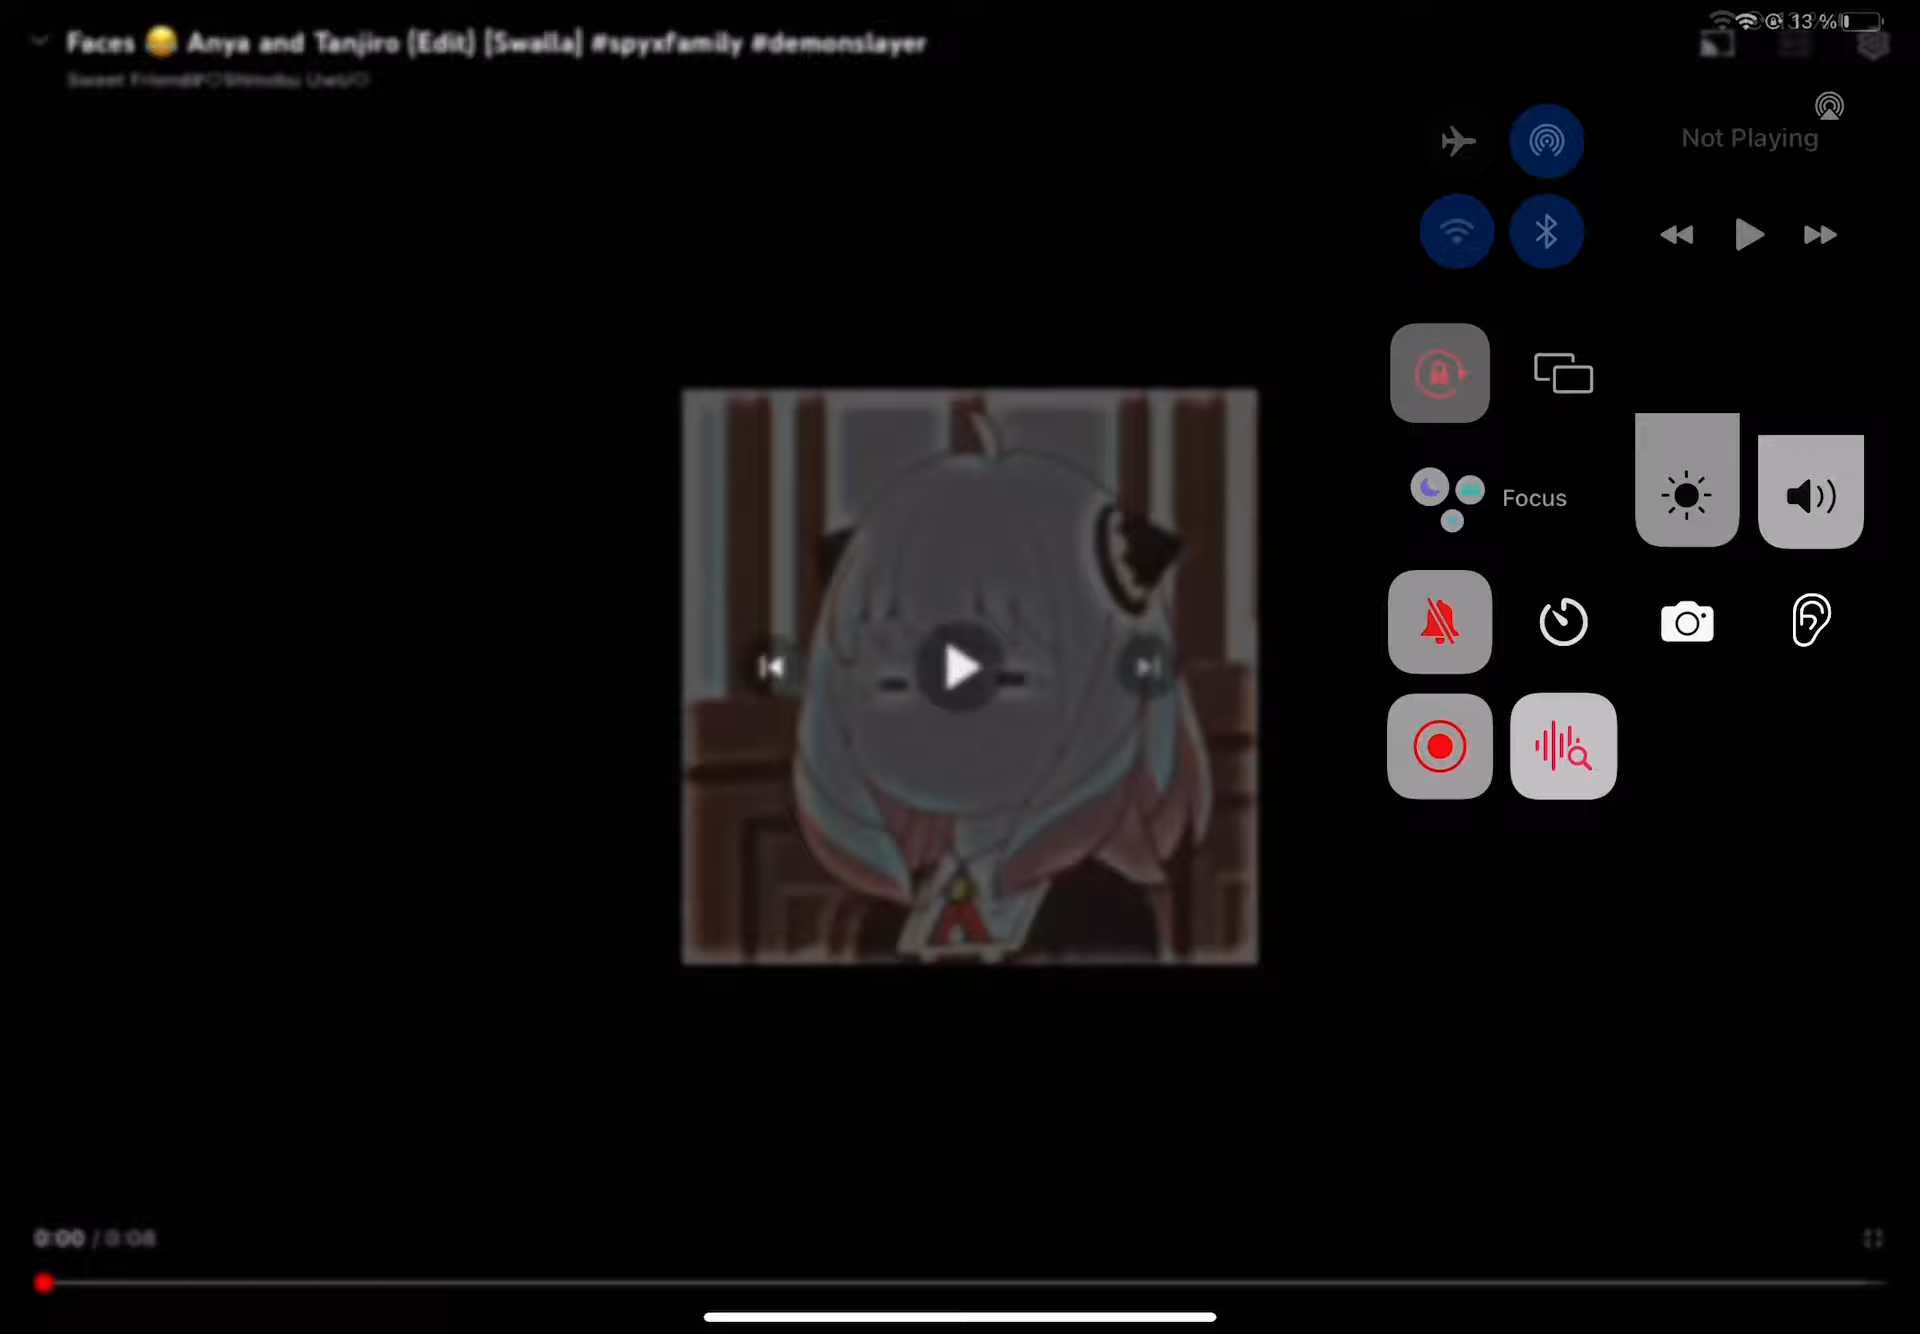 Faces 😄 Anya and Tanjiro (Edit) [Swalla] #spyxfamily #demonslayer
13 %
Not Playing
Focus
0:00 / 0:08